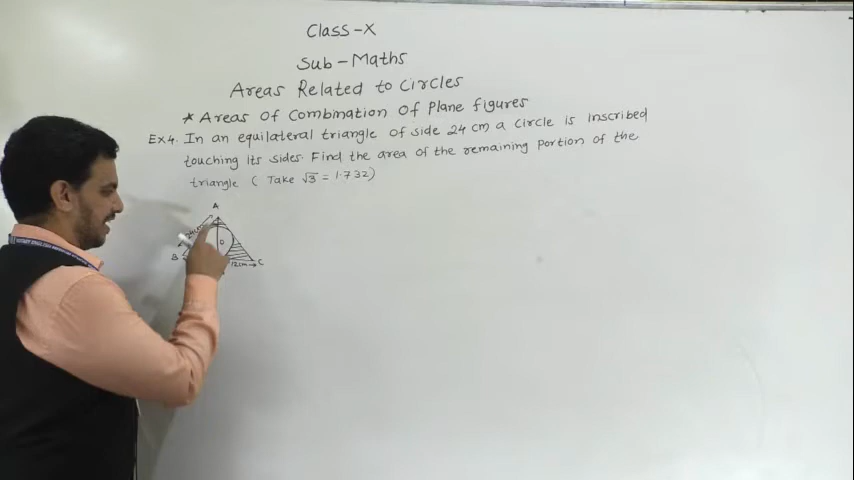 Class-X
Sub-Maths
Areas Related to Circles
* Areas Of Combination Of Plane figures
Ex4. In an equilateral triangle of side 24 cm a circle is inscribed
touching its sides. Find the area of the remaining portion of the
triangle ( Take √3 = 1.732)
A
24cm
O
B 12cm C